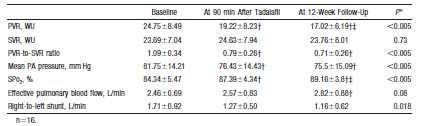 Baseline At 90 min After Tadalafil At 12-Week Follow-Up P*
PVR, WU 24.75±8.49 19.22±8.23† 17.02±6.19†‡ <0.005
SVR, WU 23.69±7.04 24.63±7.94 23.76±8.01 0.73
PVR-to-SVR ratio 1.09±0.34 0.79±0.26† 0.71±0.26† <0.005
Mean PA pressure, mm Hg 81.75±14.21 76.43±14.43† 75.5±15.09† <0.005
SPO2, % 84.34±5.47 87.39±4.34† 89.16±3.8†‡ <0.005
Effective pulmonary blood flow, L/min 2.46±0.69 2.57±0.83 2.82±0.88† 0.08
Right-to-left shunt, L/min 1.71±0.92 1.27±0.50 1.16±0.62 0.018
n=16.